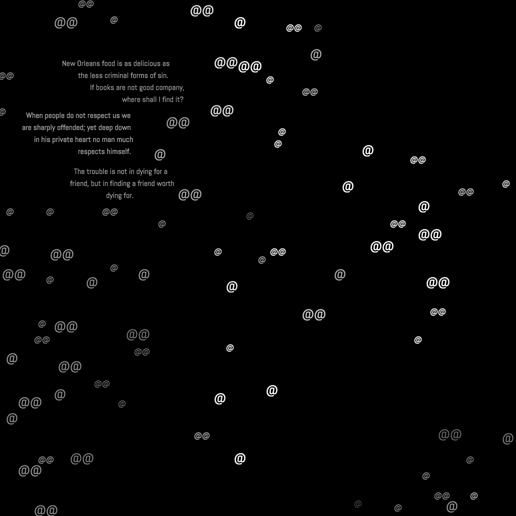 New Orleans food is as delicious as
the less criminal forms of sin.
If books are not good company,
where shall I find it?
When people do not respect us we
are sharply offended; yet deep down
in his private heart no man much
respects himself.
The trouble is not in dying for a
friend, but in finding a friend worth
dying for.